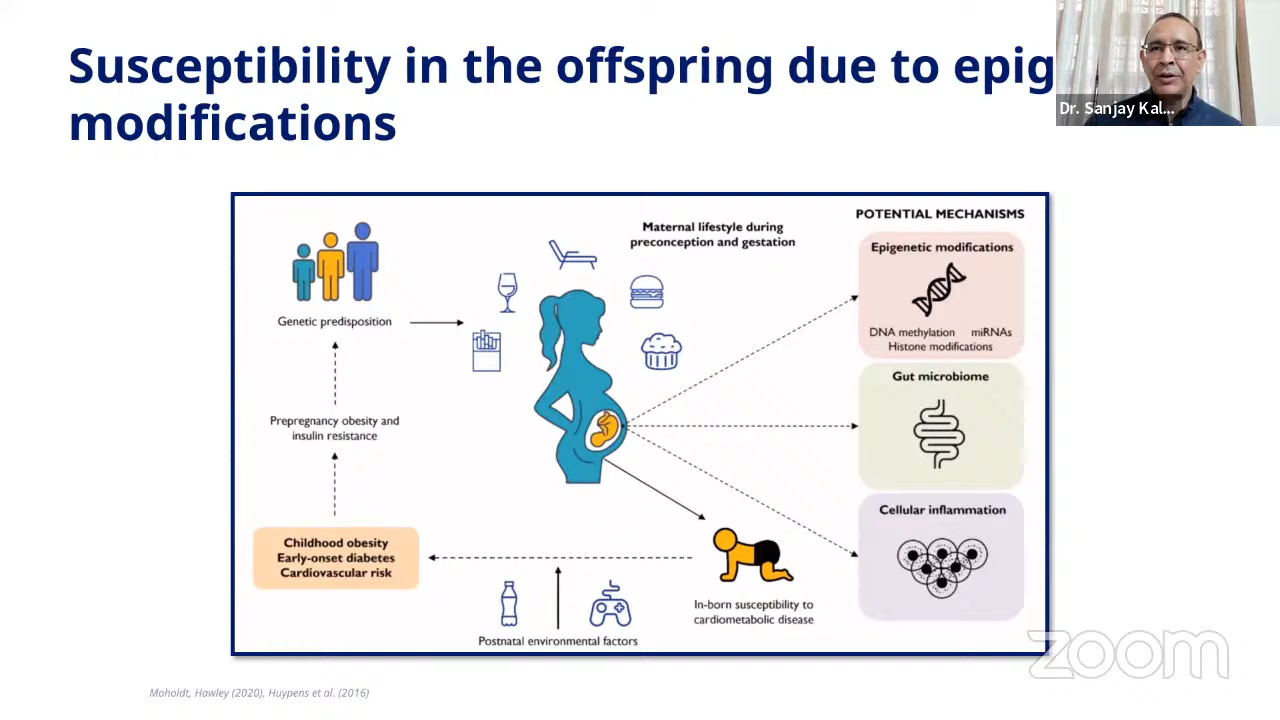 Susceptibility in the offspring due to epig
modifications
Dr. Sanjay Kal...
Maternal lifestyle during
preconception and gestation
POTENTIAL MECHANISMS
Epigenetic modifications
DNA methylation miRNAs
Histone modifications
Genetic predisposition
Gut microbiome
Prepregnancy obesity and
insulin resistance
Cellular inflammation
Childhood obesity
Early-onset diabetes
Cardiovascular risk
In-born susceptibility to
cardiometabolic disease
Postnatal environmental factors
zoom
Moholdt, Hawley (2020), Huypens et al. (2016)